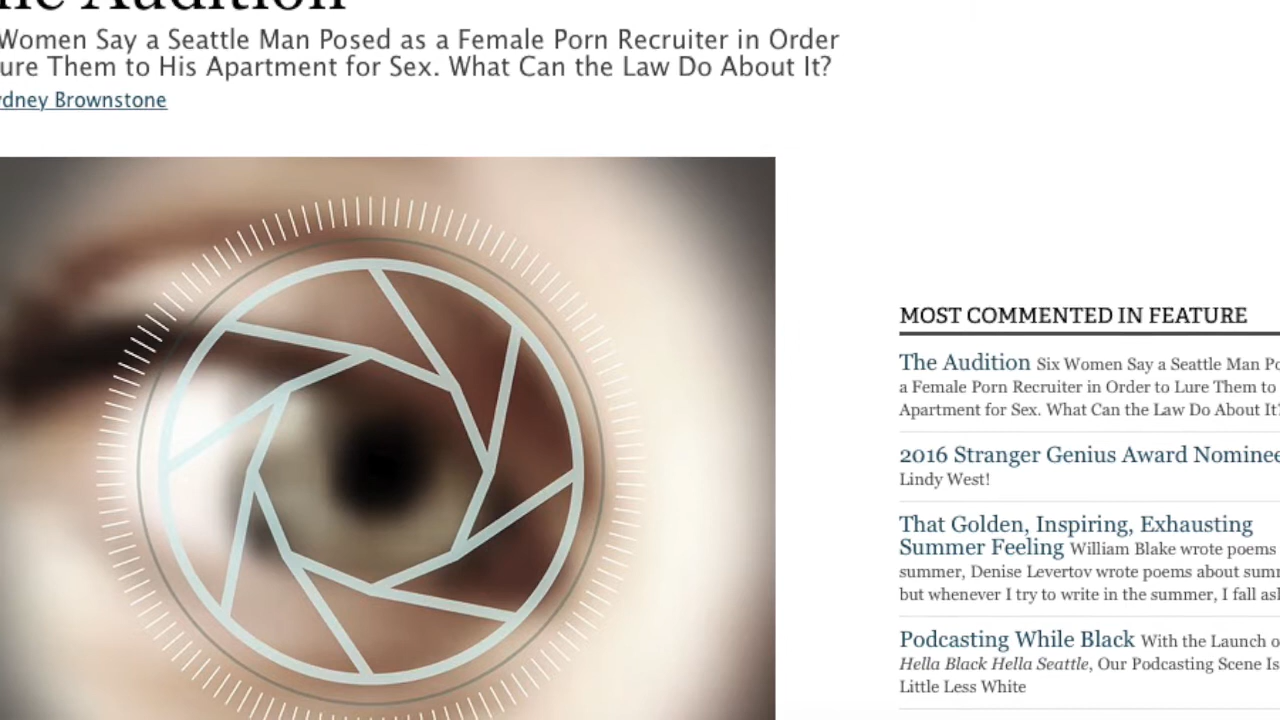 he Audition
Women Say a Seattle Man Posed as a Female Porn Recruiter in Order
ure Them to His Apartment for Sex. What Can the Law Do About It?
ydney Brownstone
MOST COMMENTED IN FEATURE
The Audition Six Women Say a Seattle Man Po
a Female Porn Recruiter in Order to Lure Them to
Apartment for Sex. What Can the Law Do About It?
2016 Stranger Genius Award Nominee
Lindy West!
That Golden, Inspiring, Exhausting
Summer Feeling William Blake wrote poems
summer, Denise Levertov wrote poems about sum
but whenever I try to write in the summer, I fall asl
Podcasting While Black With the Launch o
Hella Black Hella Seattle, Our Podcasting Scene Is
Little Less White